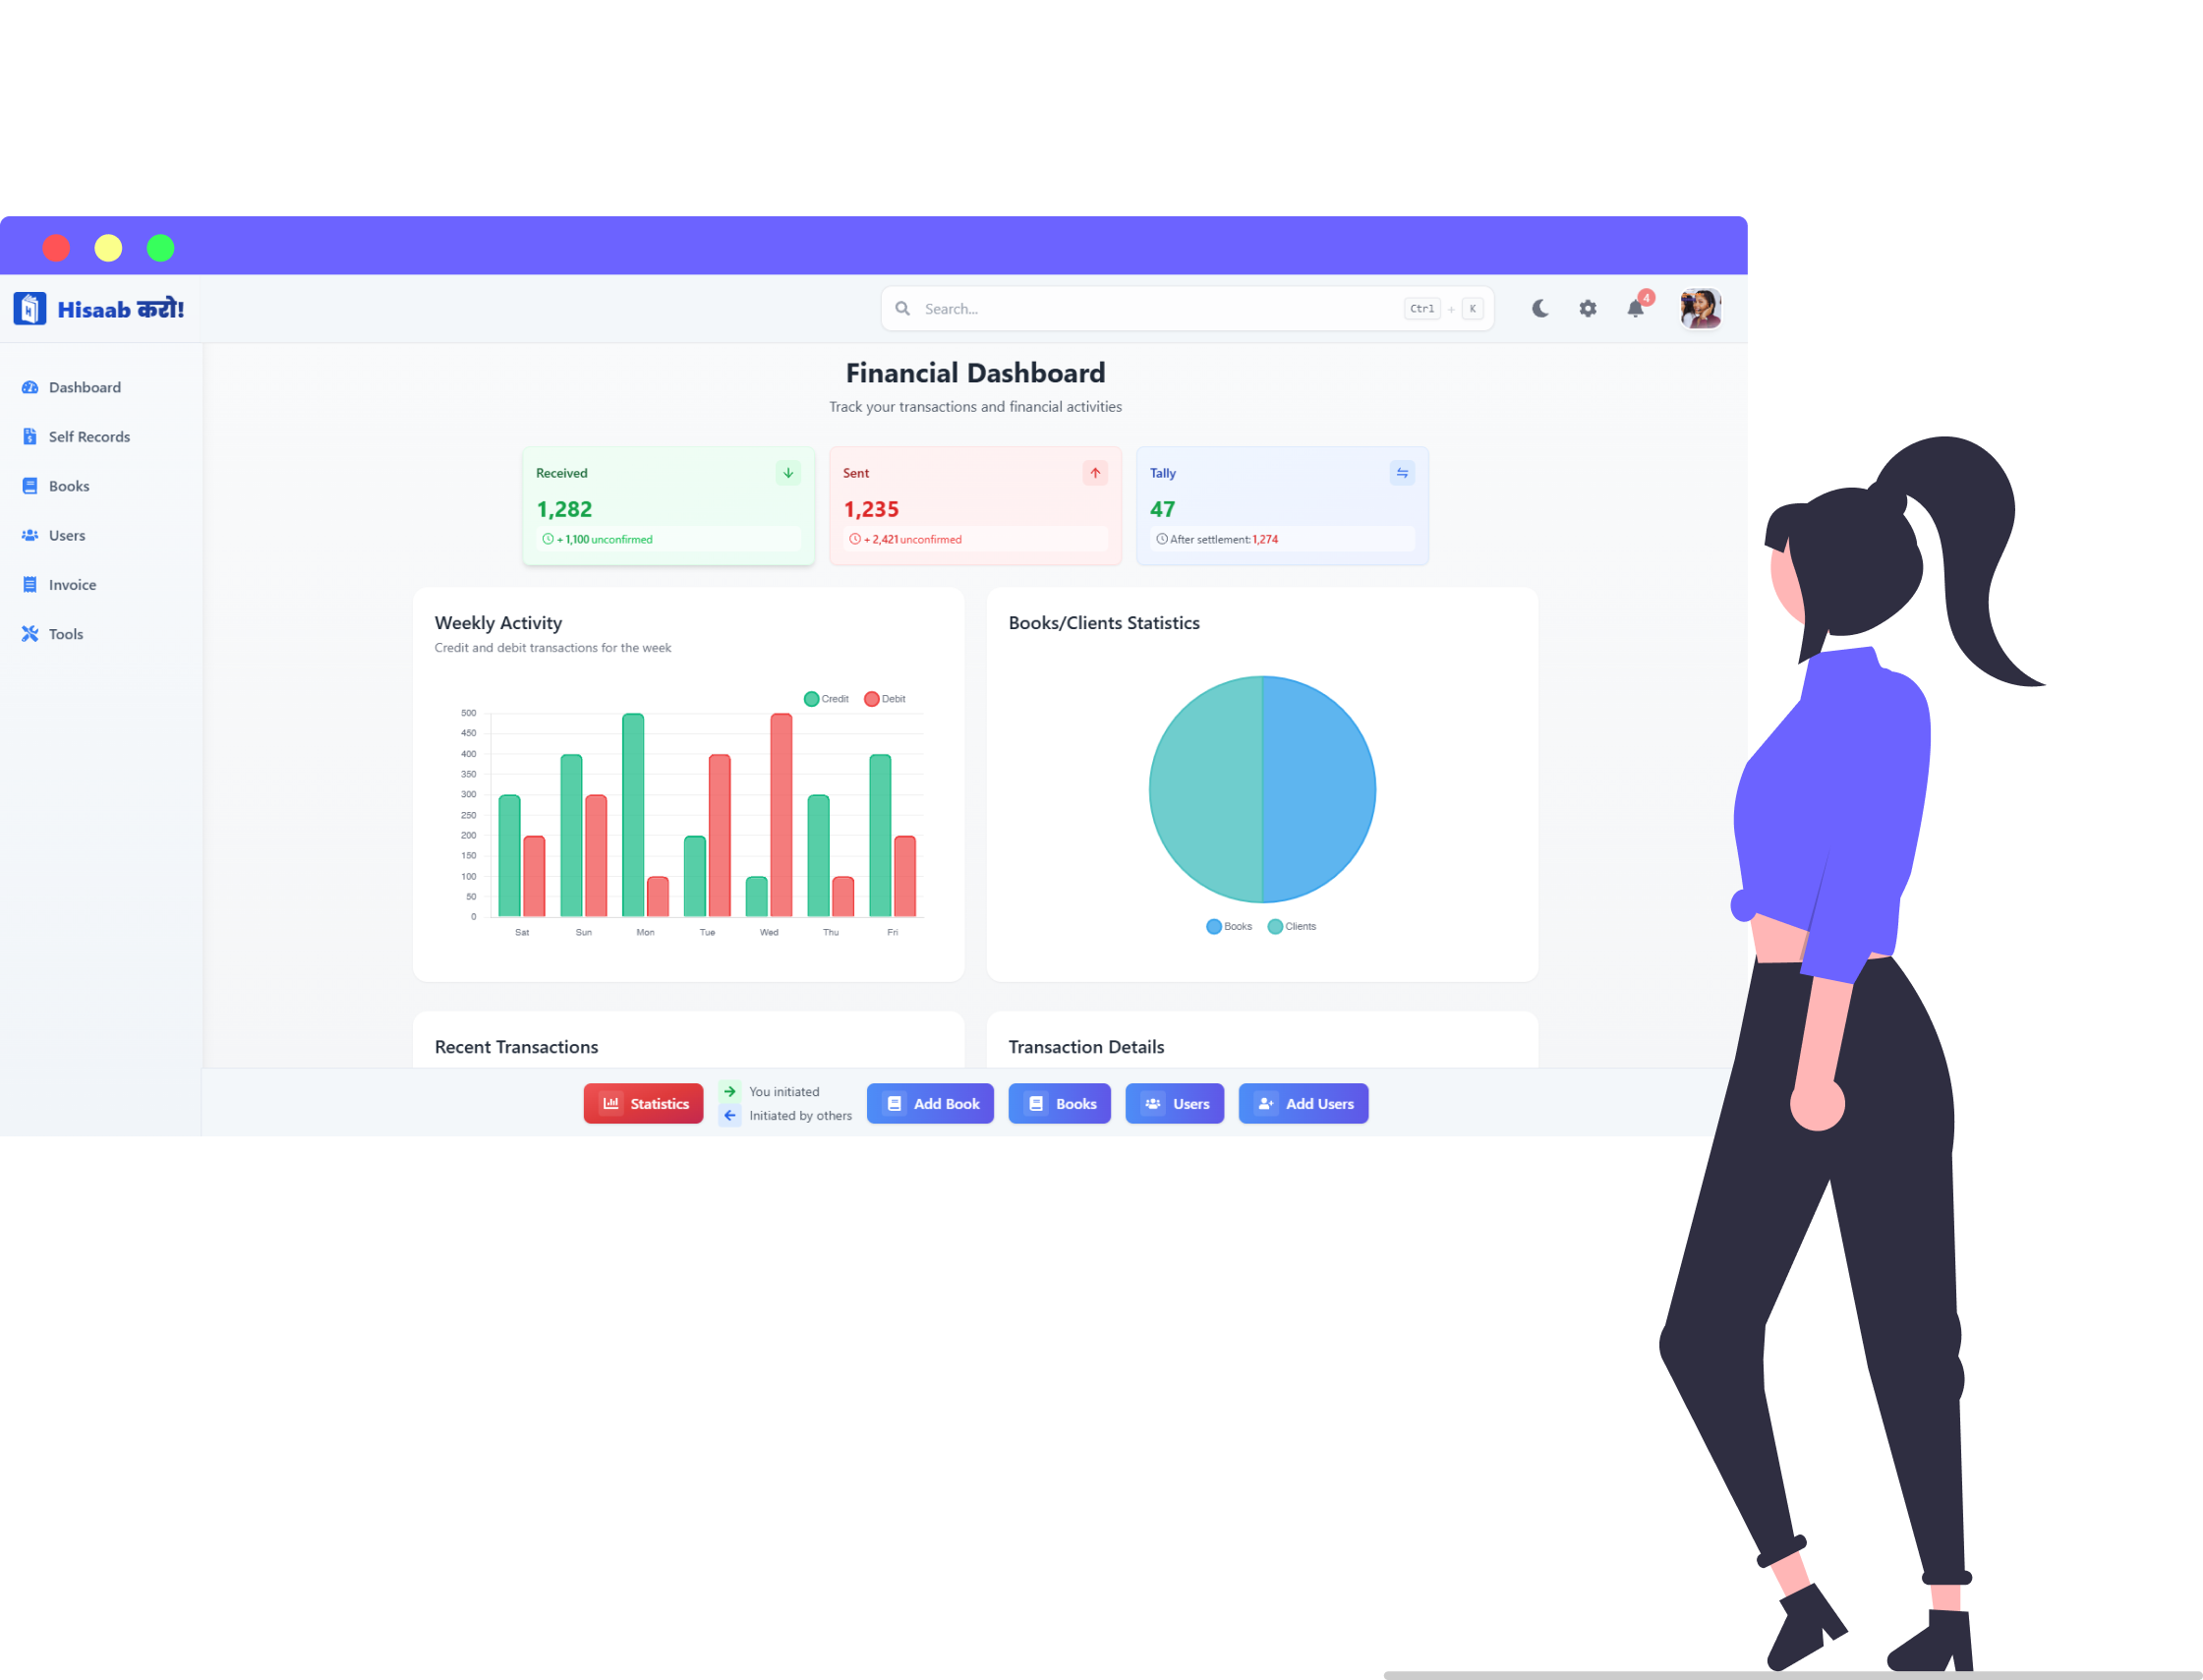 Hisaab करो!
Search...
Ctrl + K
4
Dashboard
Self Records
Books
Users
Invoice
Tools
Financial Dashboard
Track your transactions and financial activities
Received
1,282
+ 1,100 unconfirmed
Sent
1,235
+ 2,421 unconfirmed
Tally
47
After settlement: 1,274
Weekly Activity
Credit and debit transactions for the week
Credit Debit
500
450
400
350
300
250
200
150
100
50
0
Sat Sun Mon Tue Wed Thu Fri
Books/Clients Statistics
Books Clients
Recent Transactions
Transaction Details
Statistics
You initiated
Initiated by others
Add Book
Books
Users
Add Users